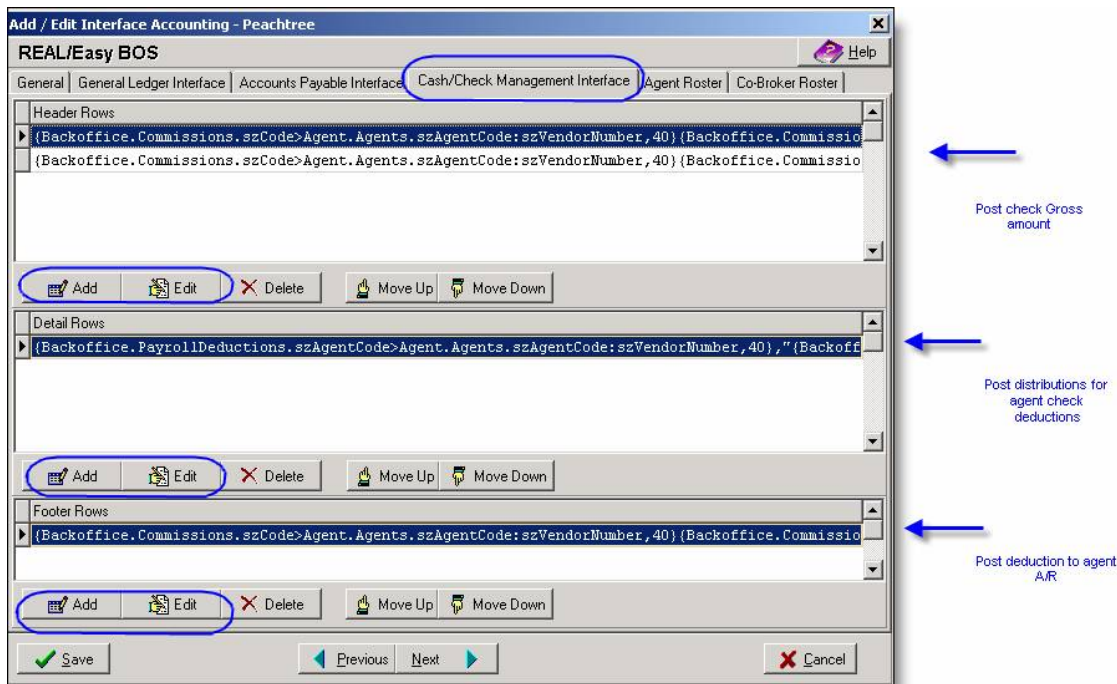 Add / Edit Interface Accounting - Peachtree
REAL/Easy BOS
Help
General
General Ledger Interface
Accounts Payable Interface
Cash/Check Management Interface
Agent Roster
Co-Broker Roster
Header Rows
{Backoffice.Commissions.szCode>Agent.Agents.szAgentCode:szVendorNumber,40}{Backoffice.Commissio
{Backoffice.Commissions.szCode>Agent.Agents.szAgentCode:szVendorNumber,40}{Backoffice.Commissio
Post check Gross
amount
Add
Edit
Delete
Move Up
Move Down
Detail Rows
{Backoffice.PayrollDeductions.szAgentCode>Agent.Agents.szAgentCode:szVendorNumber,40},"{Backoff
Post distributions for
agent check
deductions
Add
Edit
Delete
Move Up
Move Down
Footer Rows
{Backoffice.Commissions.szCode>Agent.Agents.szAgentCode:szVendorNumber,40}{Backoffice.Commissio
Post deduction to agent
A/R
Add
Edit
Delete
Move Up
Move Down
Save
Previous
Next
Cancel